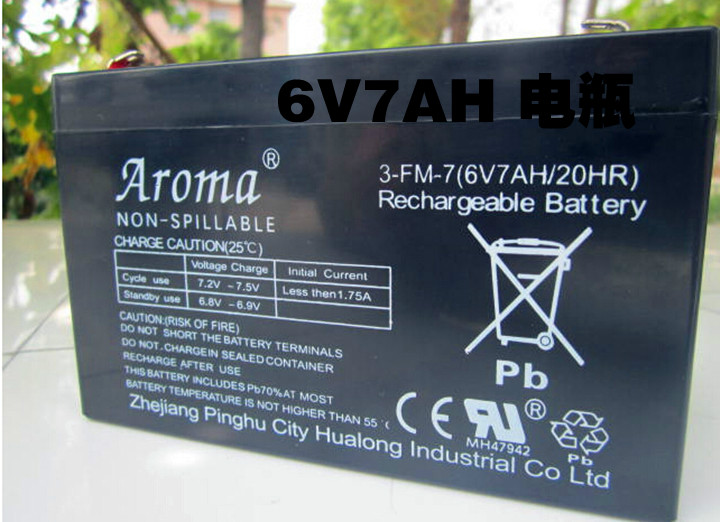 6V7AH 电瓶
Aroma®
NON-SPILLABLE
3-FM-7(6V7AH/20HR)
Rechargeable Battery
CHARGE CAUTION(25℃)
Voltage Charge Initial Current
Cycle use 7.2V ~7.5V Less then1.75A
Standby use 6.8V ~6.9V
CAUTION:(RISK OF FIRE)
DO NOT SHORT THE BATTERY TERMINALS
DO NOT.CHARGEIN SEALED CONTAINER
RECHARGE AFTER USE
THIS BATTERY INCLUDES Pb70%AT MOST
BATTERY TEMPERATURE IS NOT HIGHER THAN 55
Pb
CE
®
MH47942
Pb
Zhejiang Pinghu City Hualong Industrial Co Ltd